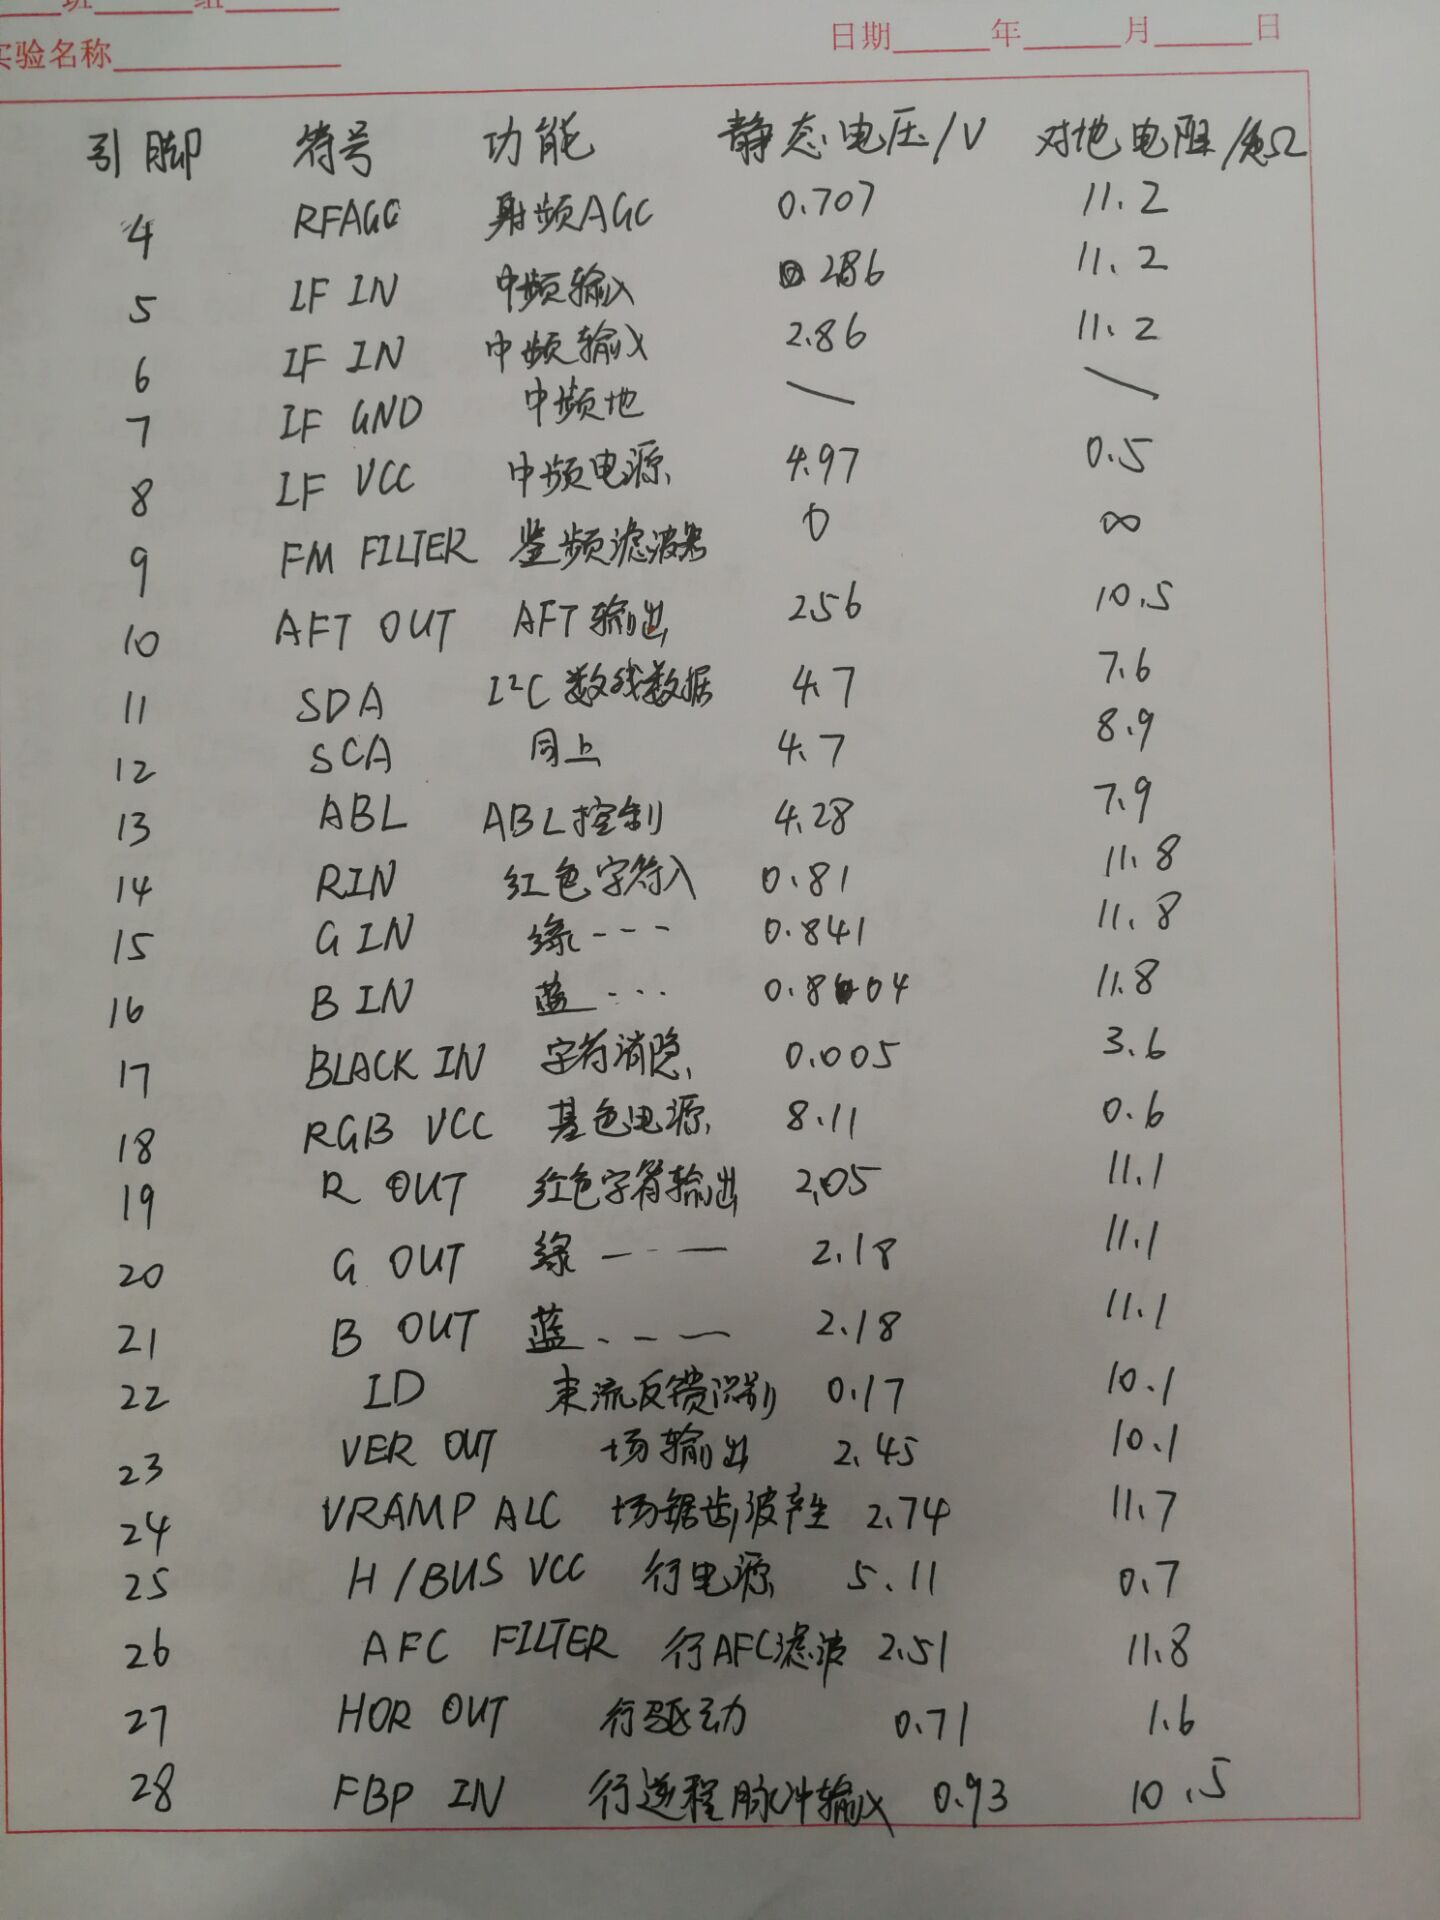 班 组
实验名称
日期 年 月 日
引脚 符号 功能 静态电压/V 对地电阻/Ω
4 RFAGC 射频AGC 0.707 11.2
5 IF IN 中频输入 286 11.2
6 IF IN 中频输入 2.86 11.2
7 IF GND 中频地 — —
8 IF VCC 中频电源 4.97 0.5
9 FM FILTER 鉴频滤波器 0 ∞
10 AFT OUT AFT输出 2.56 10.5
11 SDA I²C数线数据 4.7 7.6
12 SCA 同上 4.7 8.9
13 ABL ABL控制 4.28 7.9
14 RIN 红色字符入 0.81 11.8
15 G IN 绿--- 0.841 11.8
16 B IN 蓝... 0.804 11.8
17 BLACK IN 字符消隐 0.005 3.6
18 RGB VCC 基色电源 8.11 0.6
19 R OUT 红色字符输出 2.05 11.1
20 G OUT 绿--- 2.18 11.1
21 B OUT 蓝--- 2.18 11.1
22 ID 束流反馈识别 0.17 10.1
23 VER OUT 场输出 2.45 10.1
24 VRAMP ALC 场锯齿波产生 2.74 11.7
25 H/BUS VCC 行电源 5.11 0.7
26 AFC FILTER 行AFC滤波 2.51 11.8
27 HOR OUT 行驱动 0.71 1.6
28 FBP IN 行逆程脉冲输入 0.93 10.5